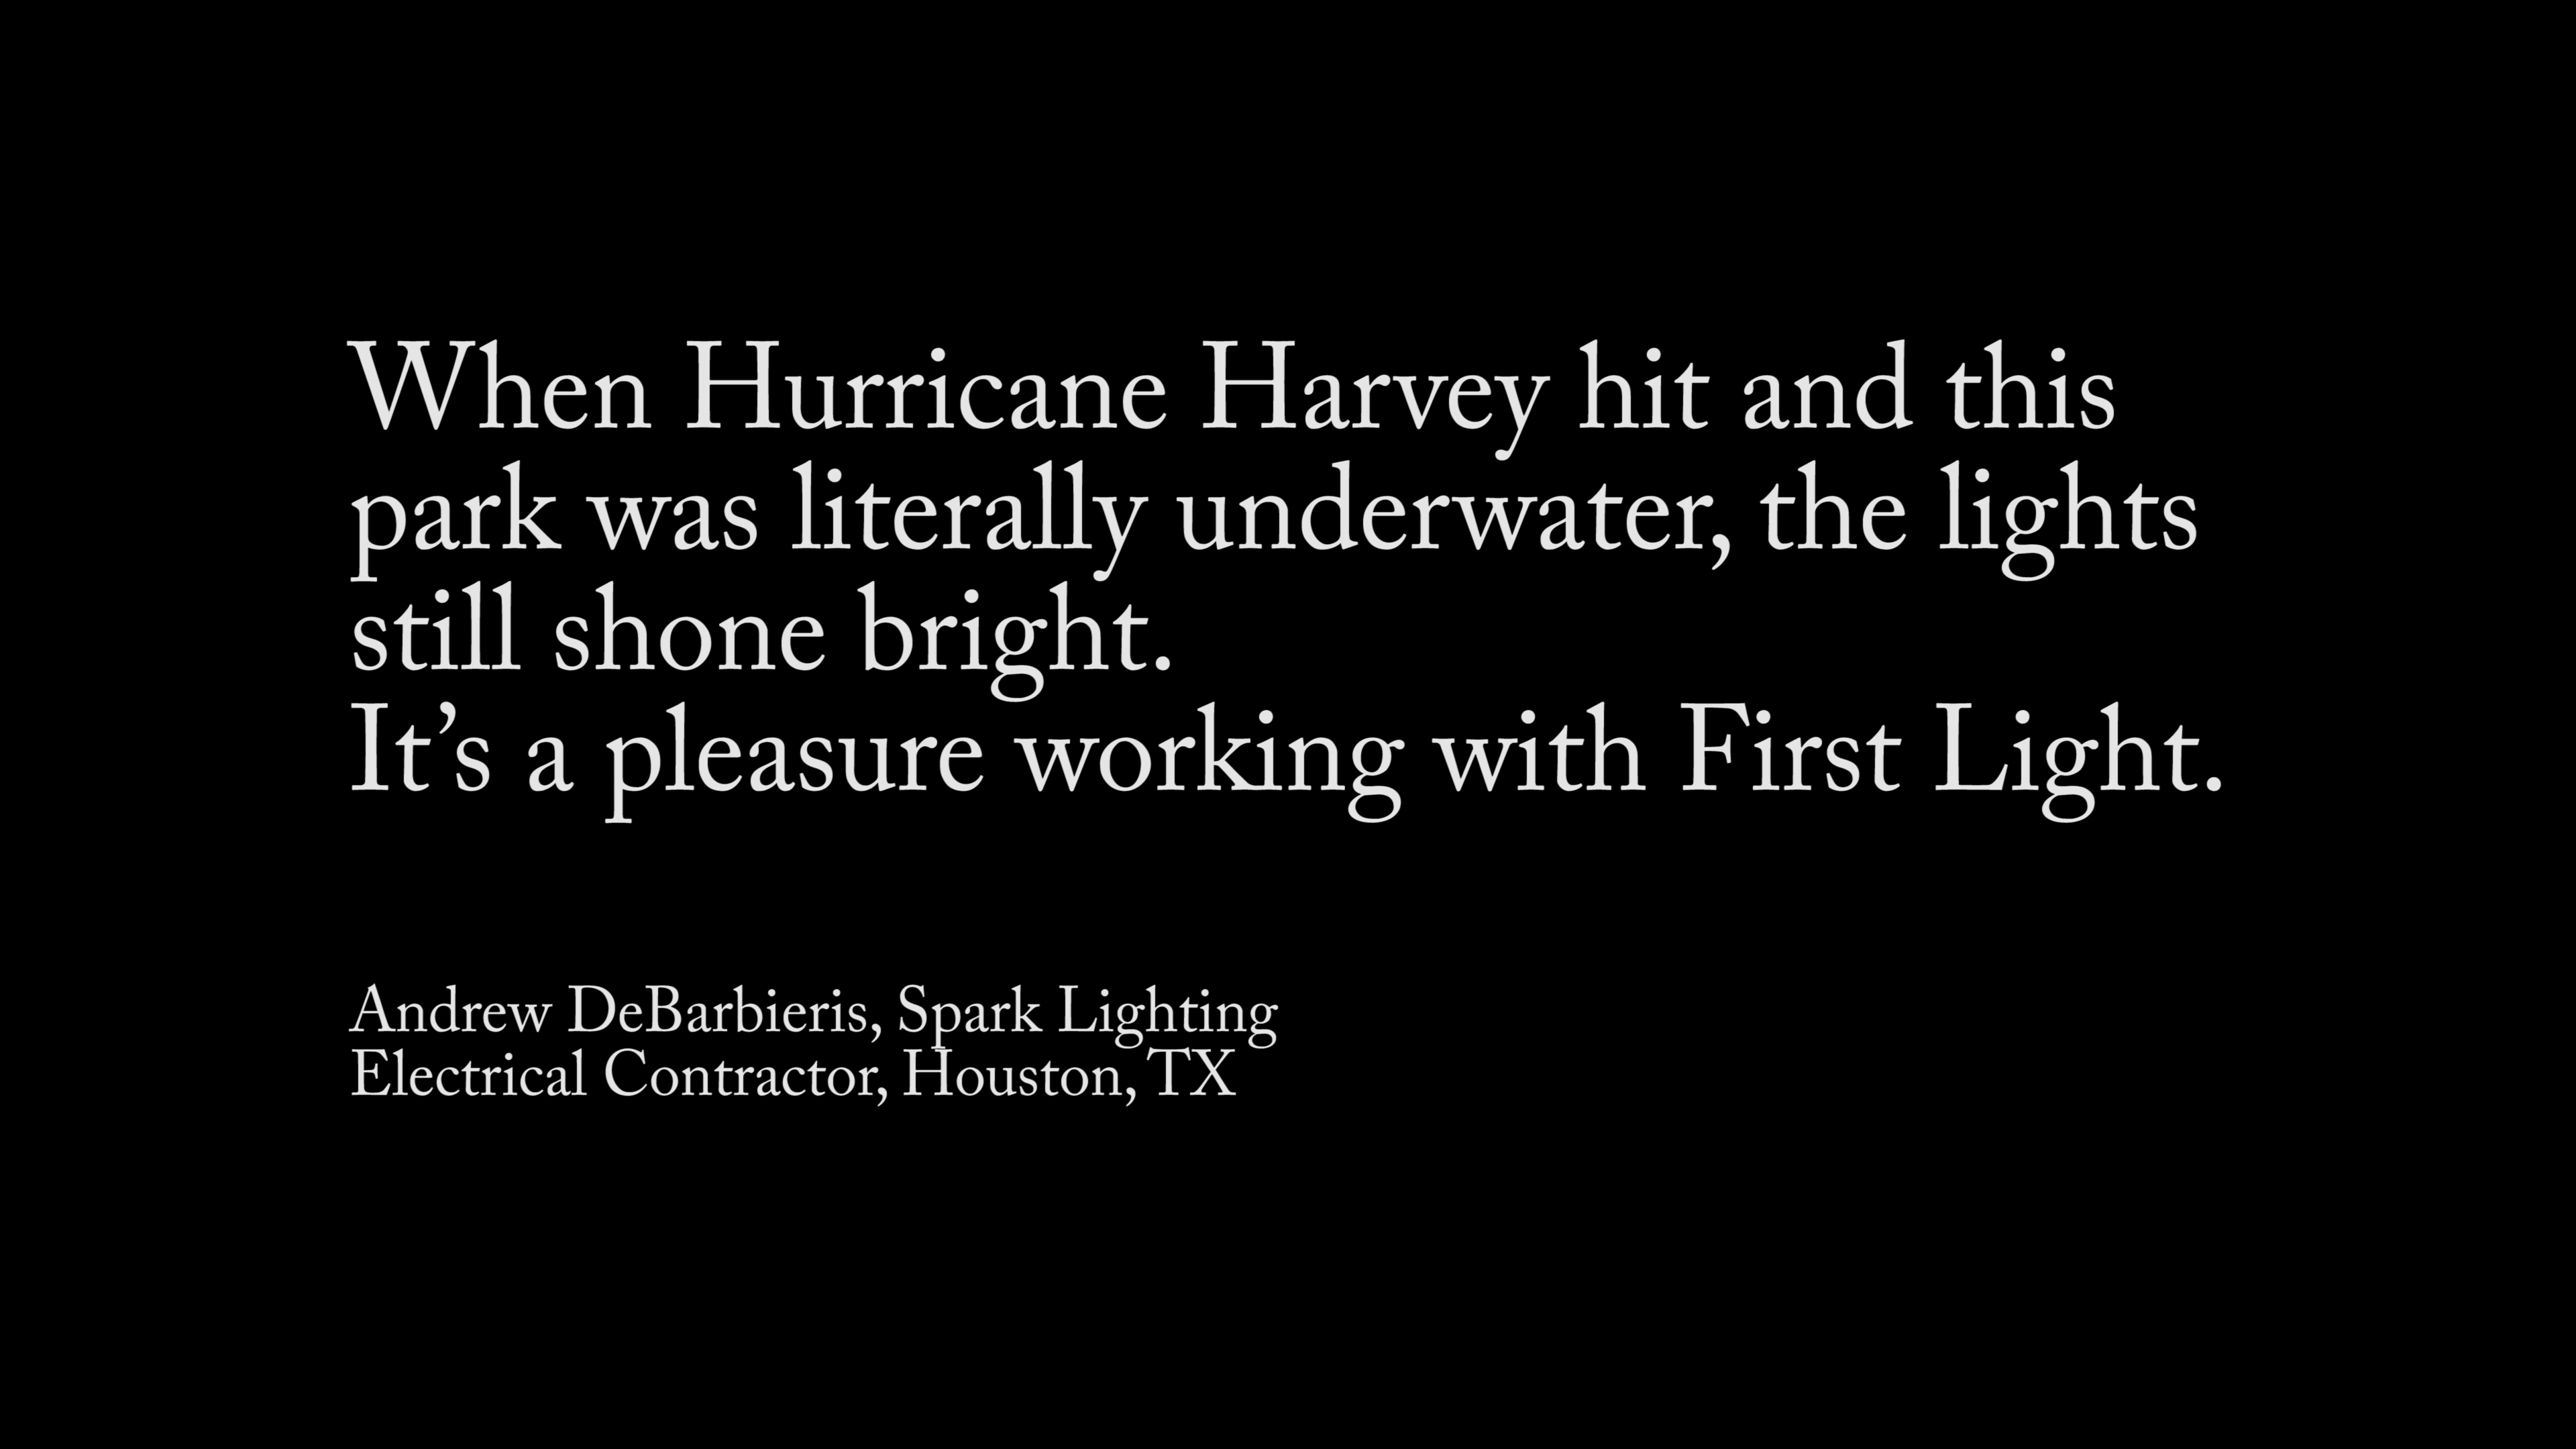 When Hurricane Harvey hit and this
park was literally underwater, the lights
still shone bright.
It’s a pleasure working with First Light.
Andrew DeBarbieris, Spark Lighting
Electrical Contractor, Houston, TX